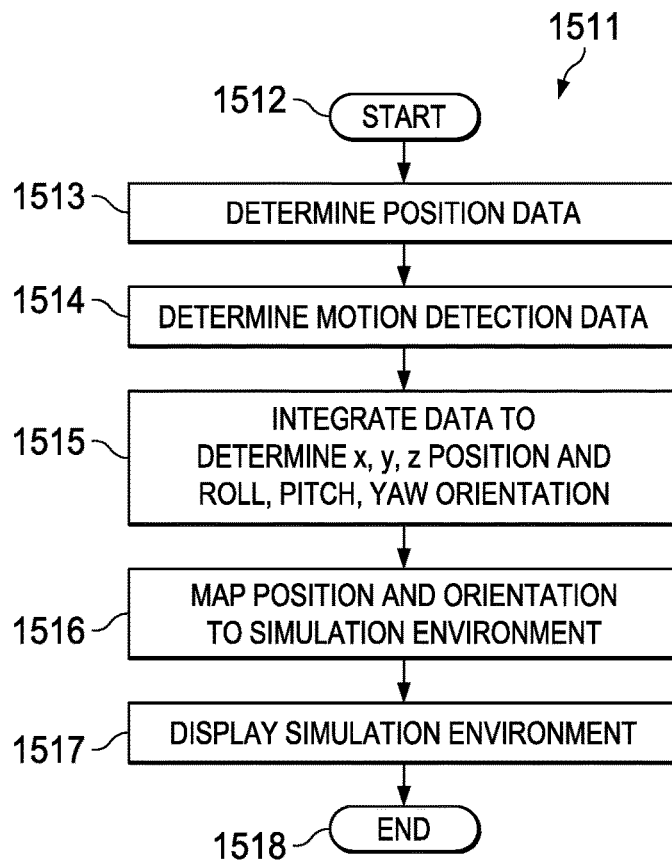 1511
1512
START
1513
DETERMINE POSITION DATA
1514
DETERMINE MOTION DETECTION DATA
1515
INTEGRATE DATA TO
DETERMINE x, y, z POSITION AND
ROLL, PITCH, YAW ORIENTATION
1516
MAP POSITION AND ORIENTATION
TO SIMULATION ENVIRONMENT
1517
DISPLAY SIMULATION ENVIRONMENT
1518
END